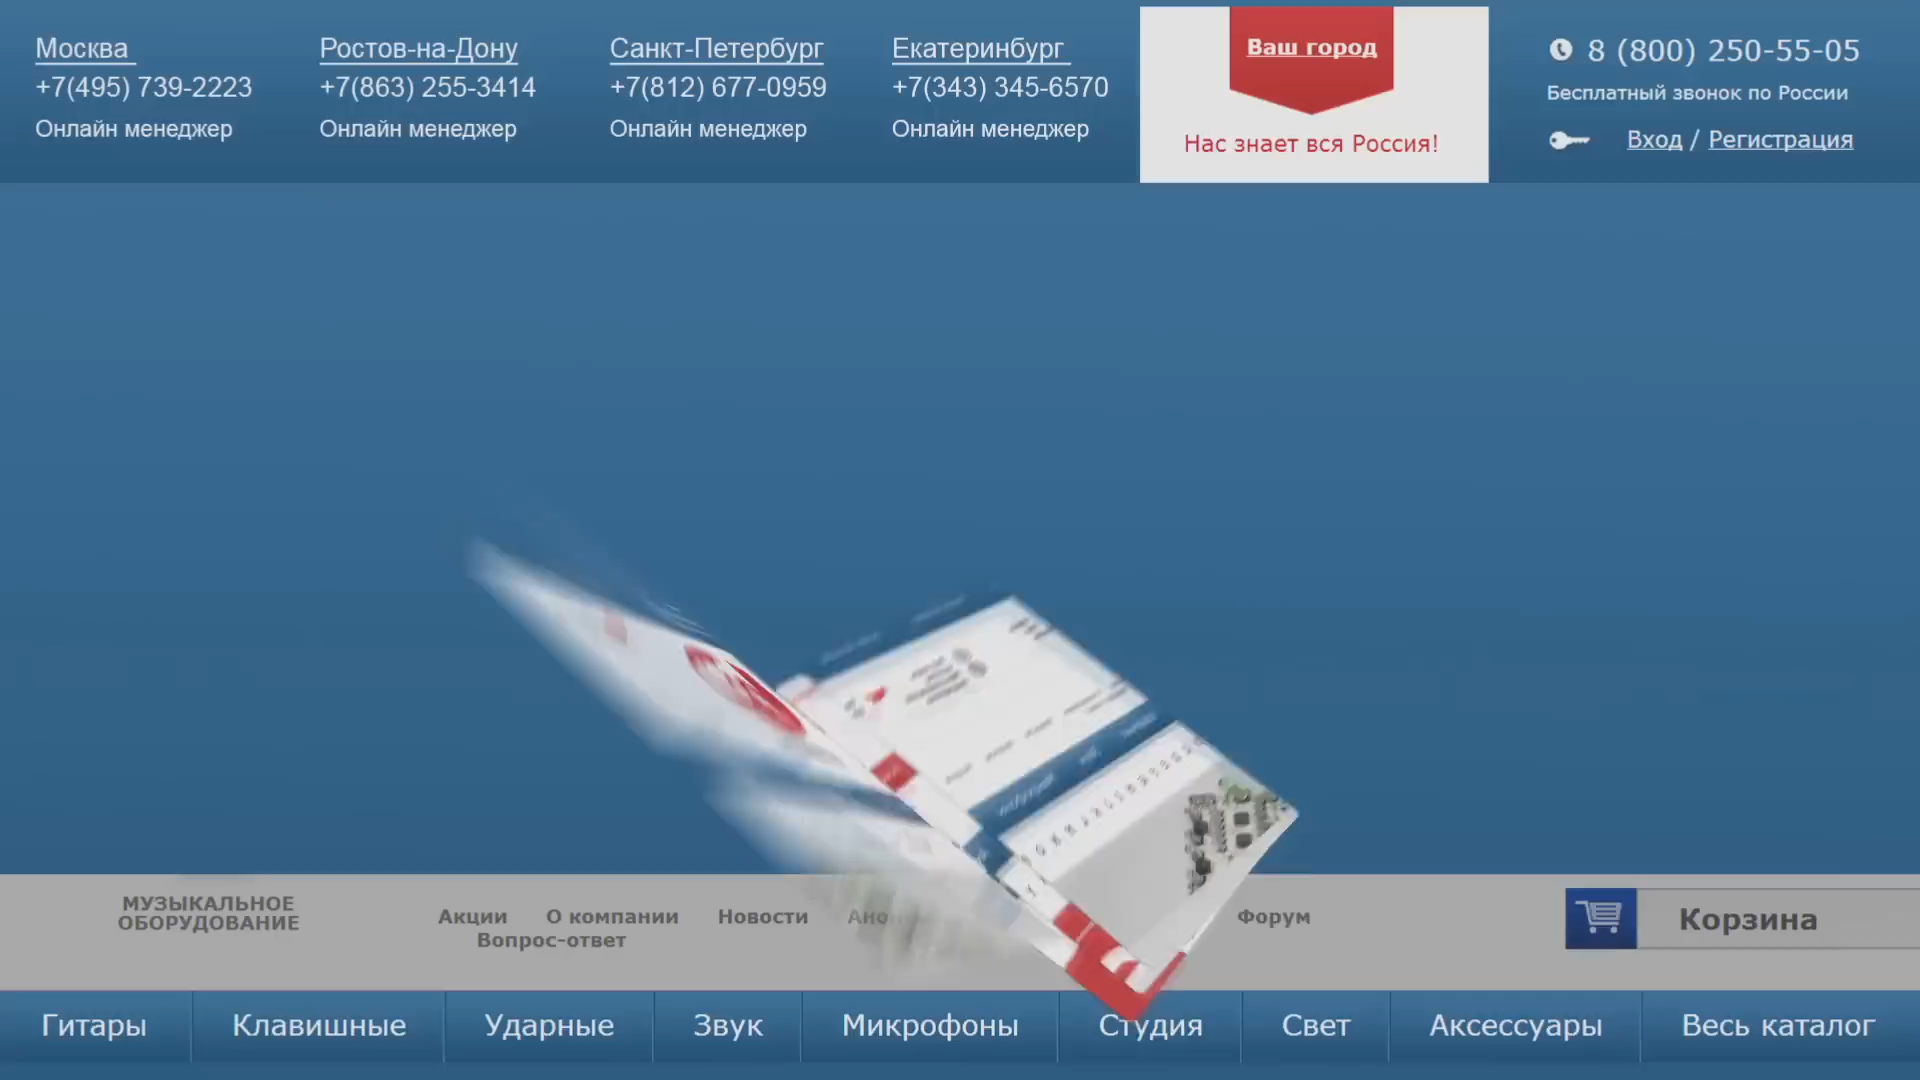 Москва
+7(495) 739-2223
Онлайн менеджер
Ростов-на-Дону
+7(863) 255-3414
Онлайн менеджер
Санкт-Петербург
+7(812) 677-0959
Онлайн менеджер
Екатеринбург
+7(343) 345-6570
Онлайн менеджер
Ваш город
Нас знает вся Россия!
8 (800) 250-55-05
Бесплатный звонок по России
Вход / Регистрация
МУЗЫКАЛЬНОЕ
ОБОРУДОВАНИЕ
Акции О компании Новости Форум
Вопрос-ответ
Корзина
Гитары Клавишные Ударные Звук Микрофоны Студия Свет Аксессуары Весь каталог